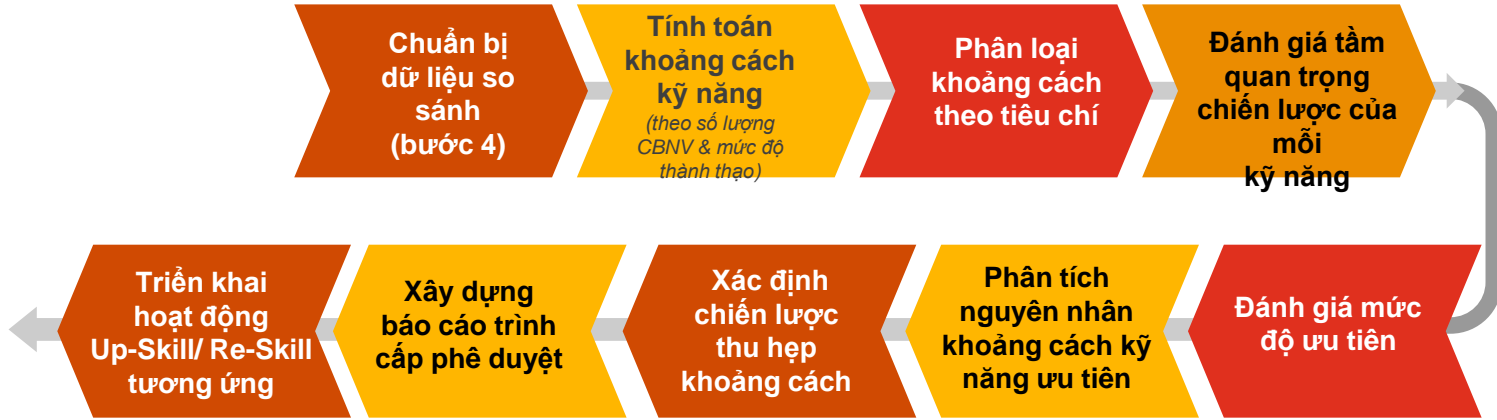 Chuẩn bị
dữ liệu so
sánh
(bước 4)
Tính toán
khoảng cách
kỹ năng
(theo số lượng
CBNV & mức độ
thành thạo)
Phân loại
khoảng cách
theo tiêu chí
Đánh giá tầm
quan trọng
chiến lược của
mỗi
kỹ năng
Đánh giá mức
độ ưu tiên
Phân tích
nguyên nhân
khoảng cách kỹ
năng ưu tiên
Xác định
chiến lược
thu hẹp
khoảng cách
Xây dựng
báo cáo trình
cấp phê duyệt
Triển khai
hoạt động
Up-Skill/ Re-Skill
tương ứng